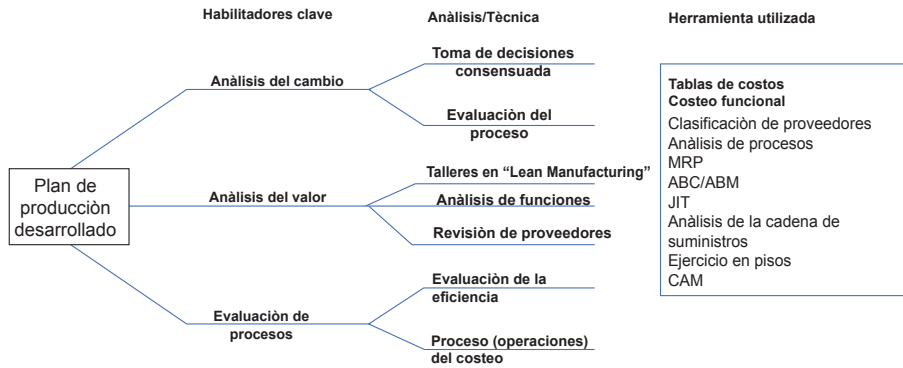 Habilitadores clave
Anàlisis/Tècnica
Herramienta utilizada
Plan de
producciòn
desarrollado
Anàlisis del cambio
Toma de decisiones
consensuada
Evaluaciòn del
proceso
Anàlisis del valor
Talleres en “Lean Manufacturing”
Anàlisis de funciones
Revisiòn de proveedores
Evaluaciòn de
procesos
Evaluaciòn de la
eficiencia
Proceso (operaciones)
del costeo
Tablas de costos
Costeo funcional
Clasificaciòn de proveedores
Anàlisis de procesos
MRP
ABC/ABM
JIT
Anàlisis de la cadena de
suministros
Ejercicio en pisos
CAM